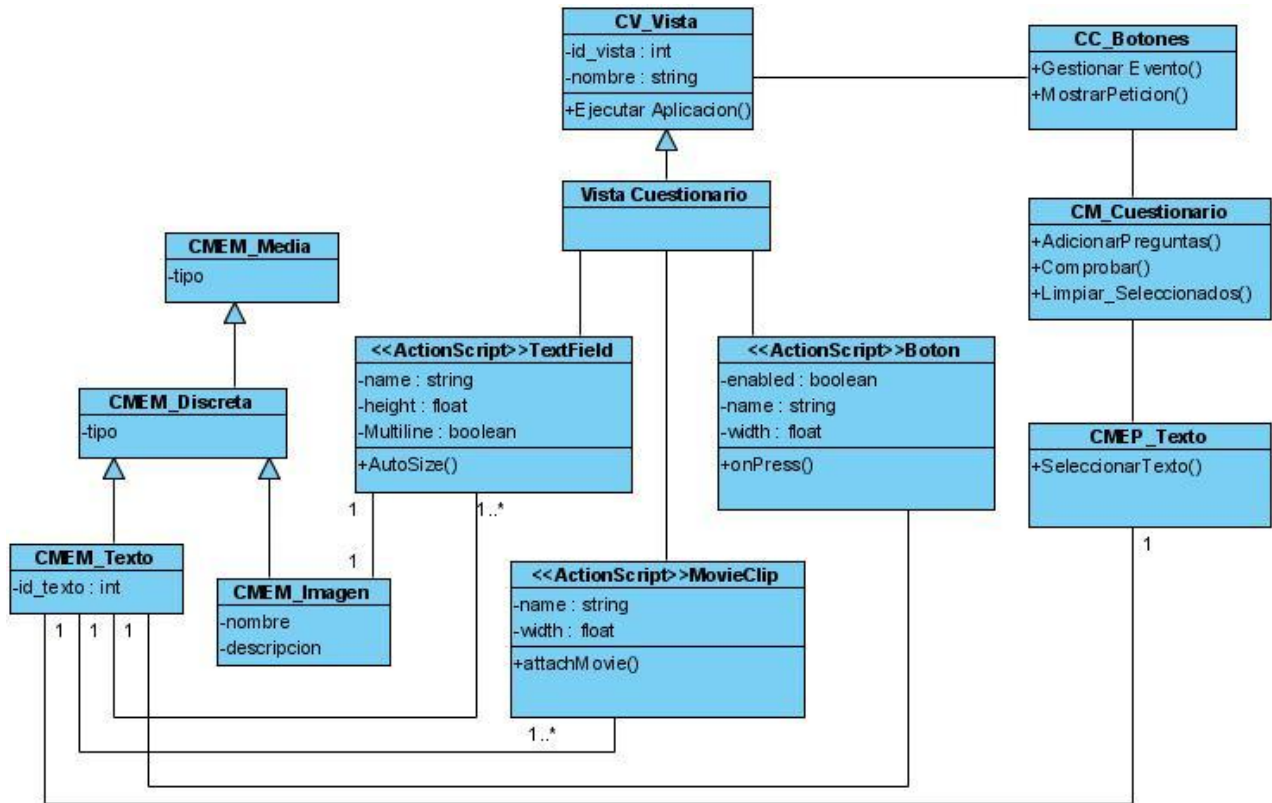 CV_Vista
-id_vista : int
-nombre : string
+Ejecutar Aplicacion()
CC_Botones
+Gestionar Evento()
+MostrarPeticion()
Vista Cuestionario
CM_Cuestionario
+AdicionarPreguntas()
+Comprobar()
+Limpiar_Seleccionados()
CMEM_Media
-tipo
<<ActionScript>>TextField
-name : string
-height : float
-Multiline : boolean
+AutoSize()
<<ActionScript>>Boton
-enabled : boolean
-name : string
-width : float
+onPress()
CMEM_Discreta
-tipo
CMEP_Texto
+SeleccionarTexto()
1
1..*
1
1
CMEM_Texto
-id_texto : int
CMEM_Imagen
-nombre
-descripcion
<<ActionScript>>MovieClip
-name : string
-width : float
+attachMovie()
1
1
1
1..*